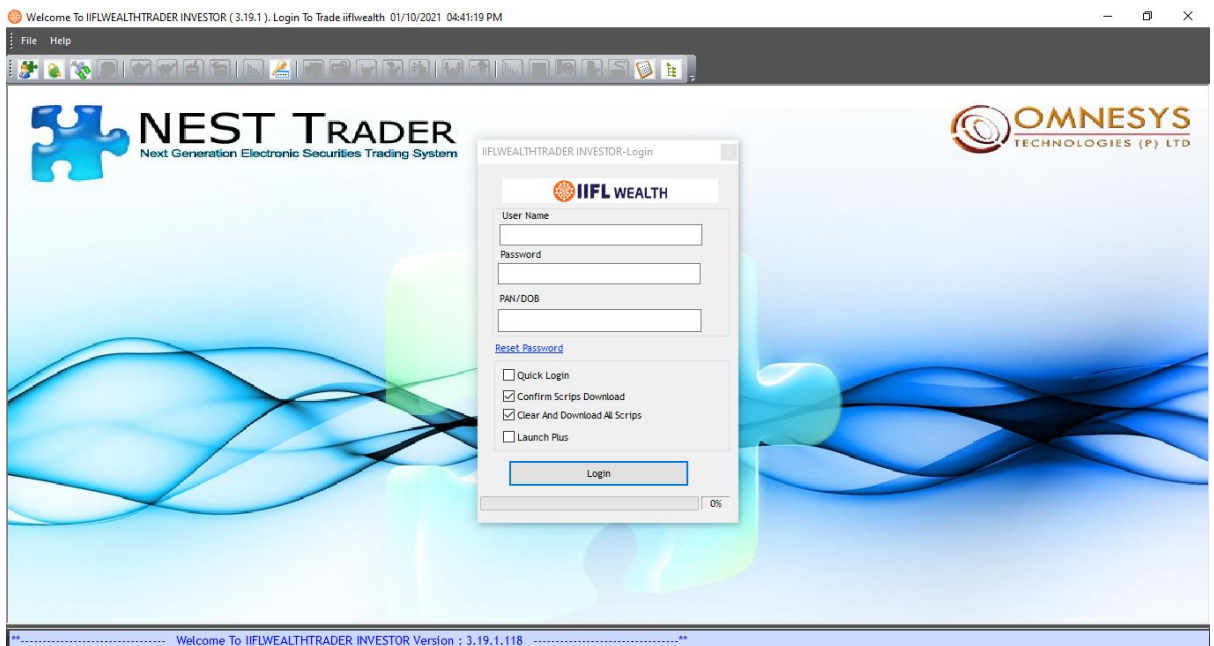 Welcome To IIFLWEALTHTRADER INVESTOR ( 3.19.1 ). Login To Trade iiflwealth 01/10/2021 04:41:19 PM
File Help
NEST TRADER
Next Generation Electronic Securities Trading System
OMNESYS
TECHNOLOGIES (P) LTD
IIFLWEALTHTRADER INVESTOR-Login
IIFL WEALTH
User Name
Password
PAN/DOB
Reset Password
Quick Login
Confirm Scrips Download
Clear And Download All Scrips
Launch Plus
Login
0%
**--------------------------------- Welcome To IIFLWEALTHTRADER INVESTOR Version : 3.19.1.118 ---------------------------------**